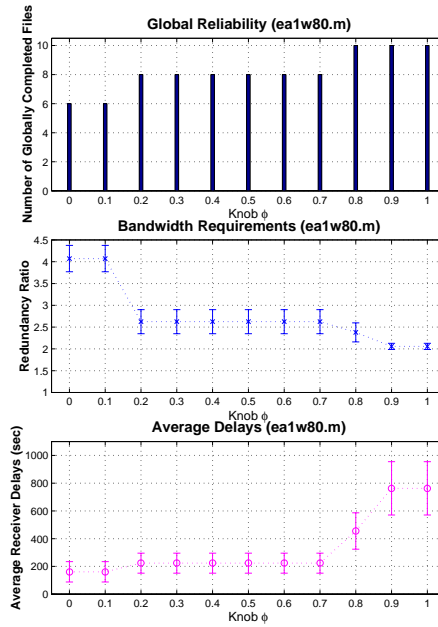 Global Reliability (ea1w80.m)
Number of Globally Completed Files
10
8
6
4
2
0
0 0.1 0.2 0.3 0.4 0.5 0.6 0.7 0.8 0.9 1
Knob ϕ
Bandwidth Requirements (ea1w80.m)
Redundancy Ratio
4.5
4
3.5
3
2.5
2
1.5
1
0 0.1 0.2 0.3 0.4 0.5 0.6 0.7 0.8 0.9 1
Knob ϕ
Average Delays (ea1w80.m)
Average Receiver Delays (sec)
1000
800
600
400
200
0
0 0.1 0.2 0.3 0.4 0.5 0.6 0.7 0.8 0.9 1
Knob ϕ